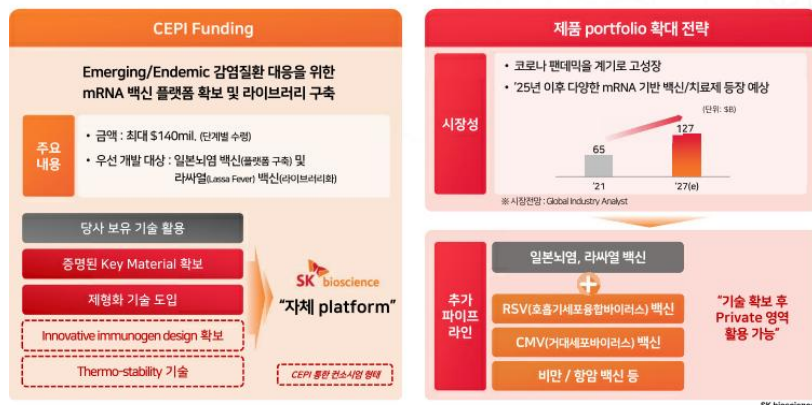 CEPI Funding
Emerging/Endemic 감염질환 대응을 위한
mRNA 백신 플랫폼 확보 및 라이브러리 구축
주요
내용
• 금액 : 최대 $140mil. (단계별 수령)
• 우선 개발 대상 : 일본뇌염 백신(플랫폼 구축) 및
라싸열(Lassa Fever) 백신(라이브러리화)
당사 보유 기술 활용
증명된 Key Material 확보
제형화 기술 도입
Innovative immunogen design 확보
Thermo-stability 기술
SK bioscience
“자체 platform”
CEPI 통한 컨소시엄 형태
제품 portfolio 확대 전략
시장성
• 코로나 팬데믹을 계기로 고성장
• ’25년 이후 다양한 mRNA 기반 백신/치료제 등장 예상
(단위: $B)
65
127
’21
’27(e)
※ 시장전망 : Global Industry Analyst
추가
파이프
라인
일본뇌염, 라싸열 백신
+
RSV(호흡기세포융합바이러스) 백신
CMV(거대세포바이러스) 백신
비만 / 항암 백신 등
“기술 확보 후
Private 영역
활용 가능”
SK bioscience